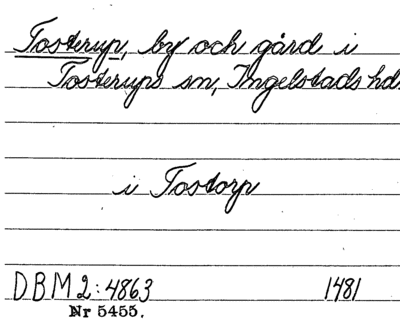 Tosterup, by och gård i
Tosterups sn, Ingelstads hd.
i Tostorp
DBM 2:4863 1481
Nr 5455.